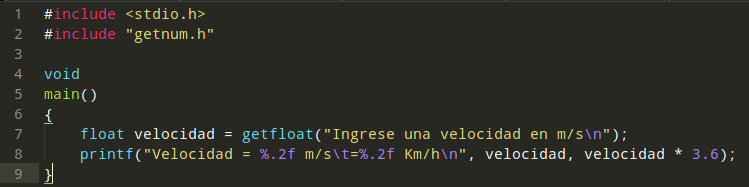 1 #include <stdio.h>
2 #include "getnum.h"
3
4 void
5 main()
6 {
7     float velocidad = getfloat("Ingrese una velocidad en m/s\n");
8     printf("Velocidad = %.2f m/s\t=%.2f Km/h\n", velocidad, velocidad * 3.6);
9 }